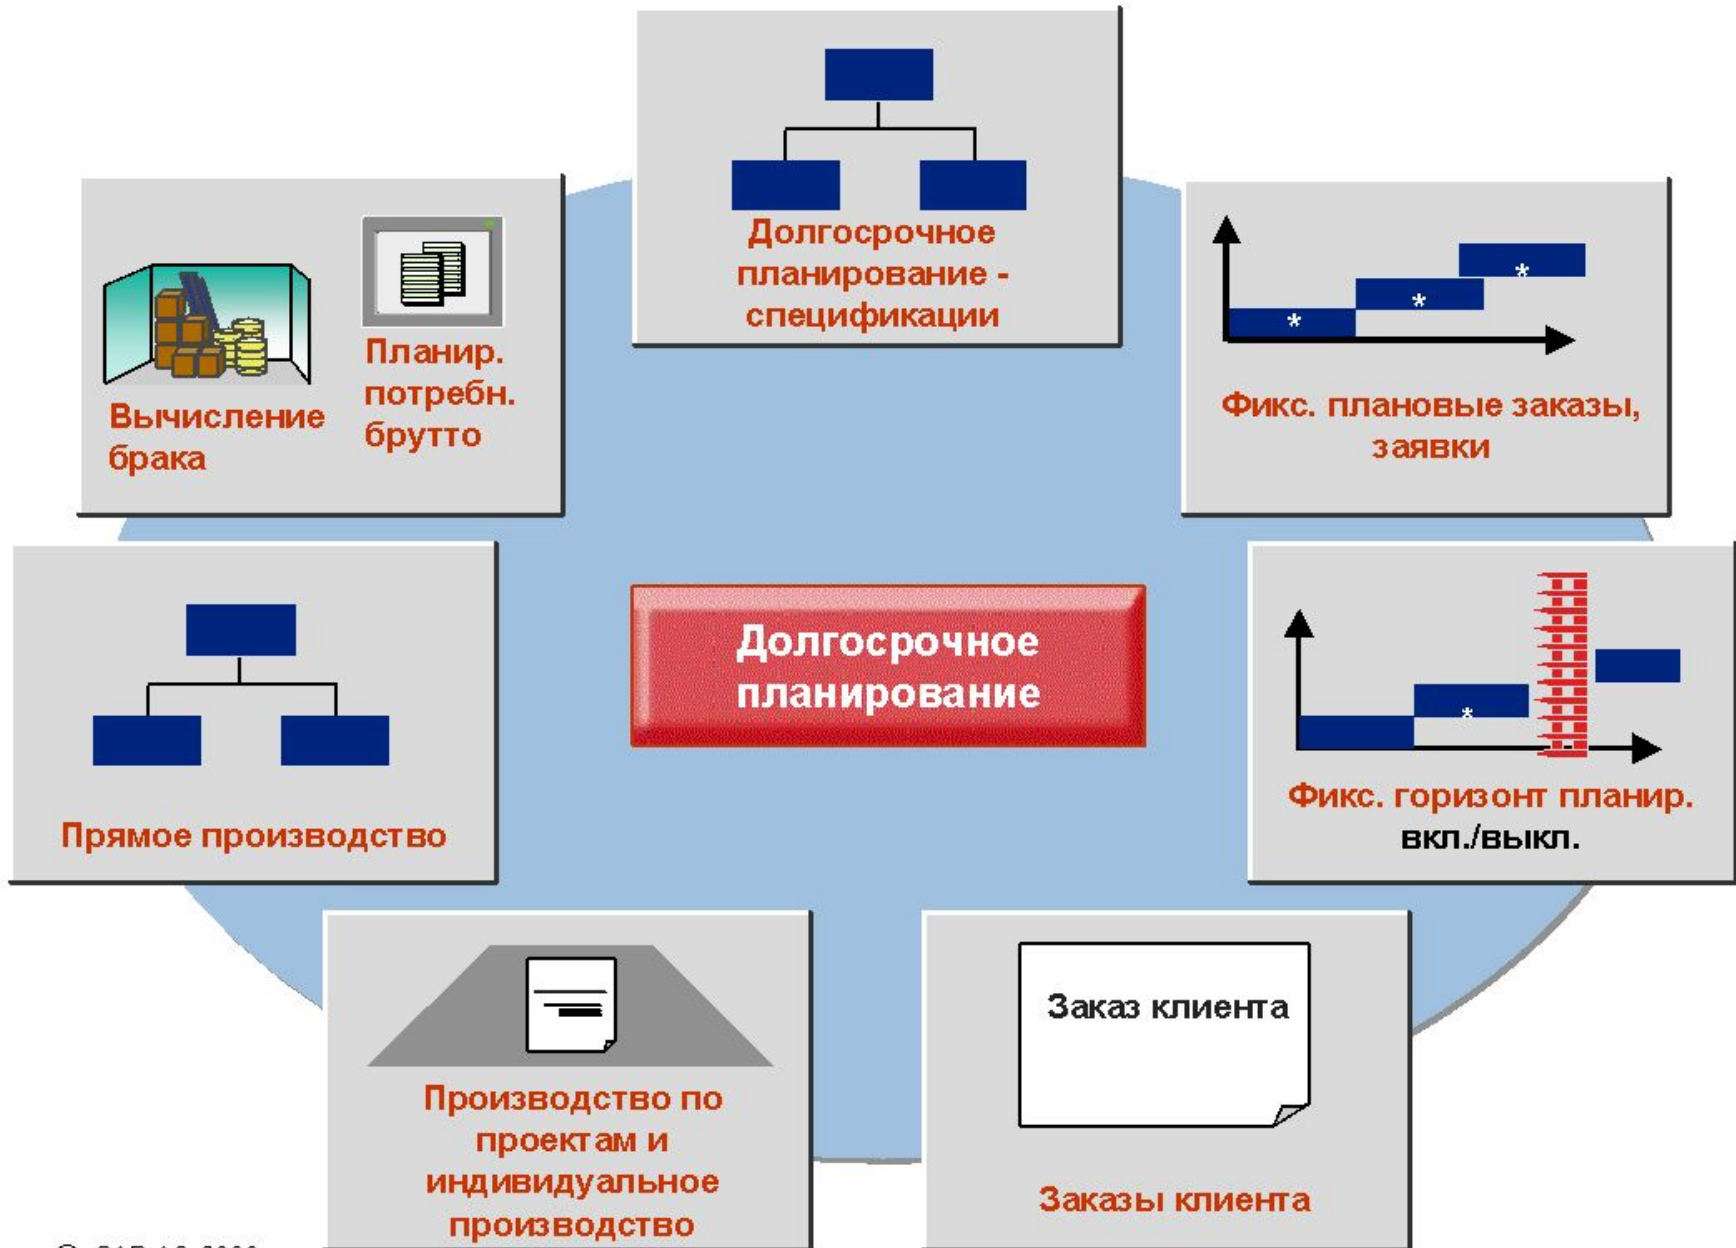 Долгосрочное
планирование -
спецификации
Вычисление
брака
Планир.
потребн.
брутто
*
*
*
Фикс. плановые заказы,
заявки
Прямое производство
Долгосрочное
планирование
*
Фикс. горизонт планир.
вкл./выкл.
Производство по
проектам и
индивидуальное
производство
Заказ клиента
Заказы клиента